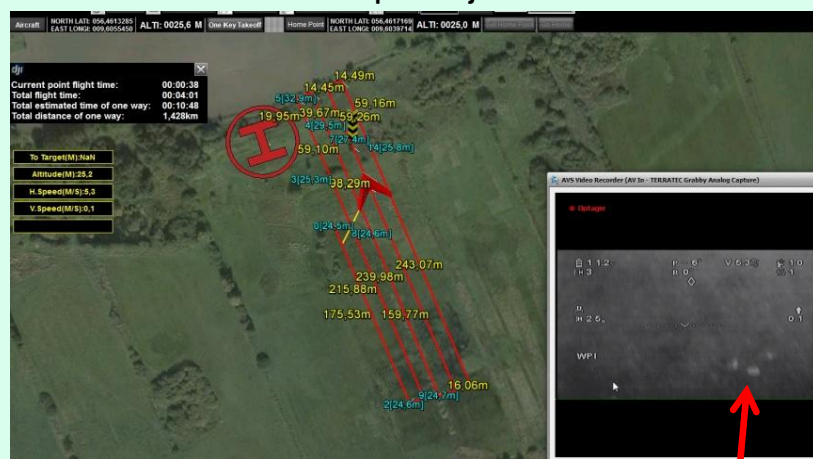 Aircraft NORTH LATI: 056,4613285 EAST LONGI: 009,6055450 ALTI: 0025,6 M One Key Takeoff Home Point NORTH LATI: 056,4617169 EAST LONGI: 009,6039714 ALTI: 0025,0 M
dji
Current point flight time: 00:00:38
Total flight time: 00:04:01
Total estimated time of one way: 00:10:48
Total distance of one way: 1,428km
To Target(M):NaN
Altitude(M):25,2
H.Speed(M/S):5,3
V.Speed(M/S):0,1
14,49m
14,45m
5[32,9m]
59,16m
19,95m
39,67m
59,26m
4[29,5m]
7[27,4m]
59,10m
14[25,8m]
3[25,3m]
98,29m
0[24,5m]
8[24,6m]
243,07m
239,98m
215,88m
175,53m
159,77m
16,06m
9[24,7m]
2[24,6m]
H
AVS Video Recorder (AV In - TERRATEC Grabby Analog Capture)
Optager
WPI